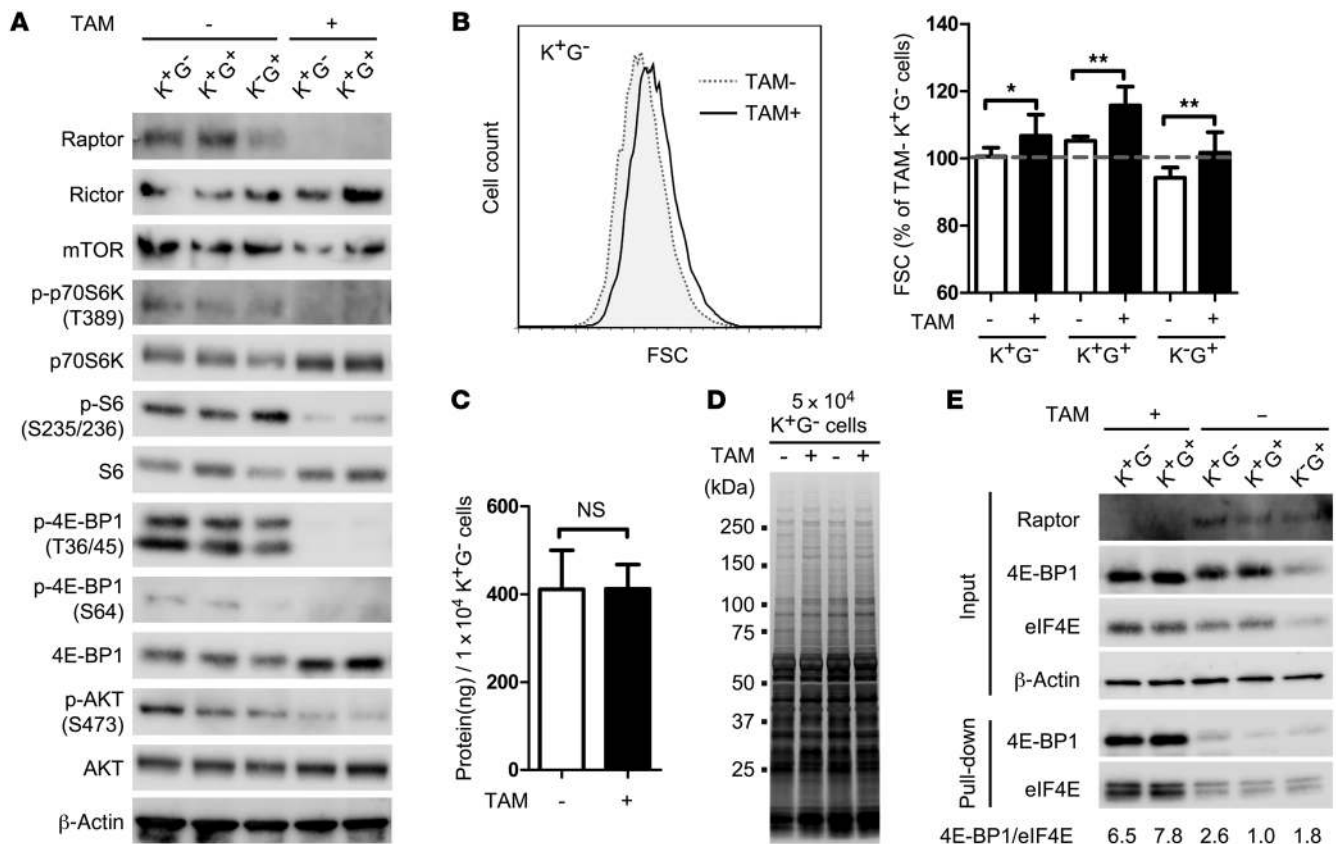 A
TAM - +
K+G- K+G+ K-G+ K+G- K+G+
Raptor
Rictor
mTOR
p-p70S6K
(T389)
p70S6K
p-S6
(S235/236)
S6
p-4E-BP1
(T36/45)
p-4E-BP1
(S64)
4E-BP1
p-AKT
(S473)
AKT
β-Actin
B
K+G-
TAM-
TAM+
Cell count
FSC
FSC (% of TAM- K+G- cells)
120
100
80
60
* ** **
TAM - + - + - +
K+G- K+G+ K-G+
C
Protein(ng) / 1 x 10⁴ K+G- cells
600
400
200
0
NS
TAM - +
D
5 x 10⁴
K+G- cells
TAM - + - +
(kDa)
250
150
100
75
50
37
25
E
TAM + –
K+G- K+G+ K+G- K+G+ K-G+
Input
Raptor
4E-BP1
eIF4E
β-Actin
Pull-down
4E-BP1
eIF4E
4E-BP1/eIF4E 6.5 7.8 2.6 1.0 1.8